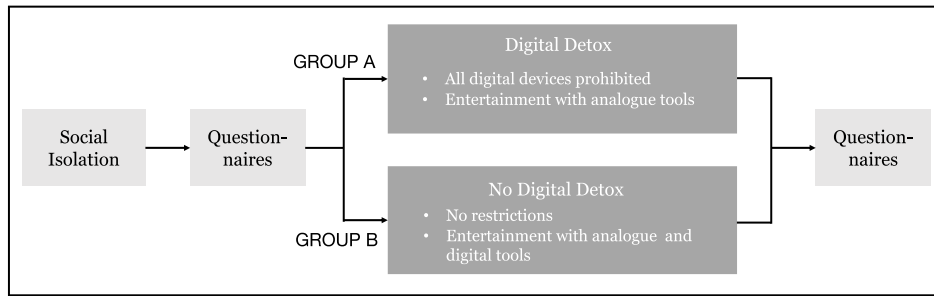 Social
Isolation
Question-
naires
GROUP A
Digital Detox
• All digital devices prohibited
• Entertainment with analogue tools
GROUP B
No Digital Detox
• No restrictions
• Entertainment with analogue and
digital tools
Question-
naires